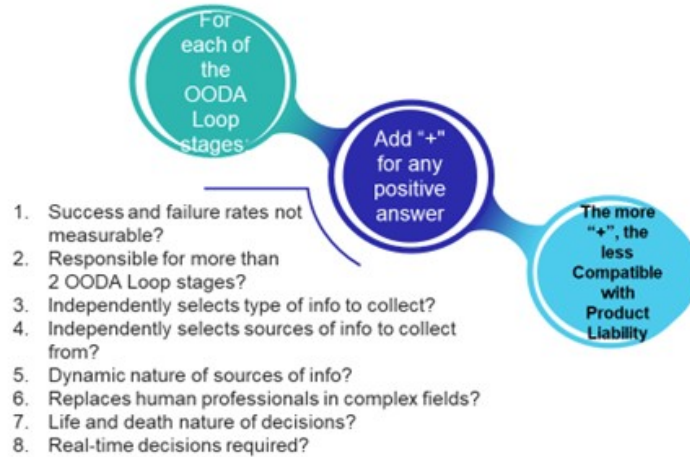 For
each of
the
OODA
Loop
stages:
Add “+"
for any
positive
answer
The more
“+”, the
less
Compatible
with
Product
Liability
1. Success and failure rates not
measurable?
2. Responsible for more than
2 OODA Loop stages?
3. Independently selects type of info to collect?
4. Independently selects sources of info to collect
from?
5. Dynamic nature of sources of info?
6. Replaces human professionals in complex fields?
7. Life and death nature of decisions?
8. Real-time decisions required?